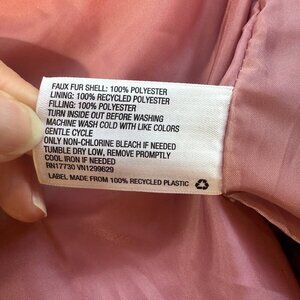 FAUX FUR SHELL: 100% POLYESTER
LINING: 100% RECYCLED POLYESTER
FILLING: 100% POLYESTER
TURN INSIDE OUT BEFORE WASHING
MACHINE WASH COLD WITH LIKE COLORS
GENTLE CYCLE
ONLY NON-CHLORINE BLEACH IF NEEDED
TUMBLE DRY LOW, REMOVE PROMPTLY
COOL IRON IF NEEDED
RN17730 VN1299629
LABEL MADE FROM 100% RECYCLED PLASTIC